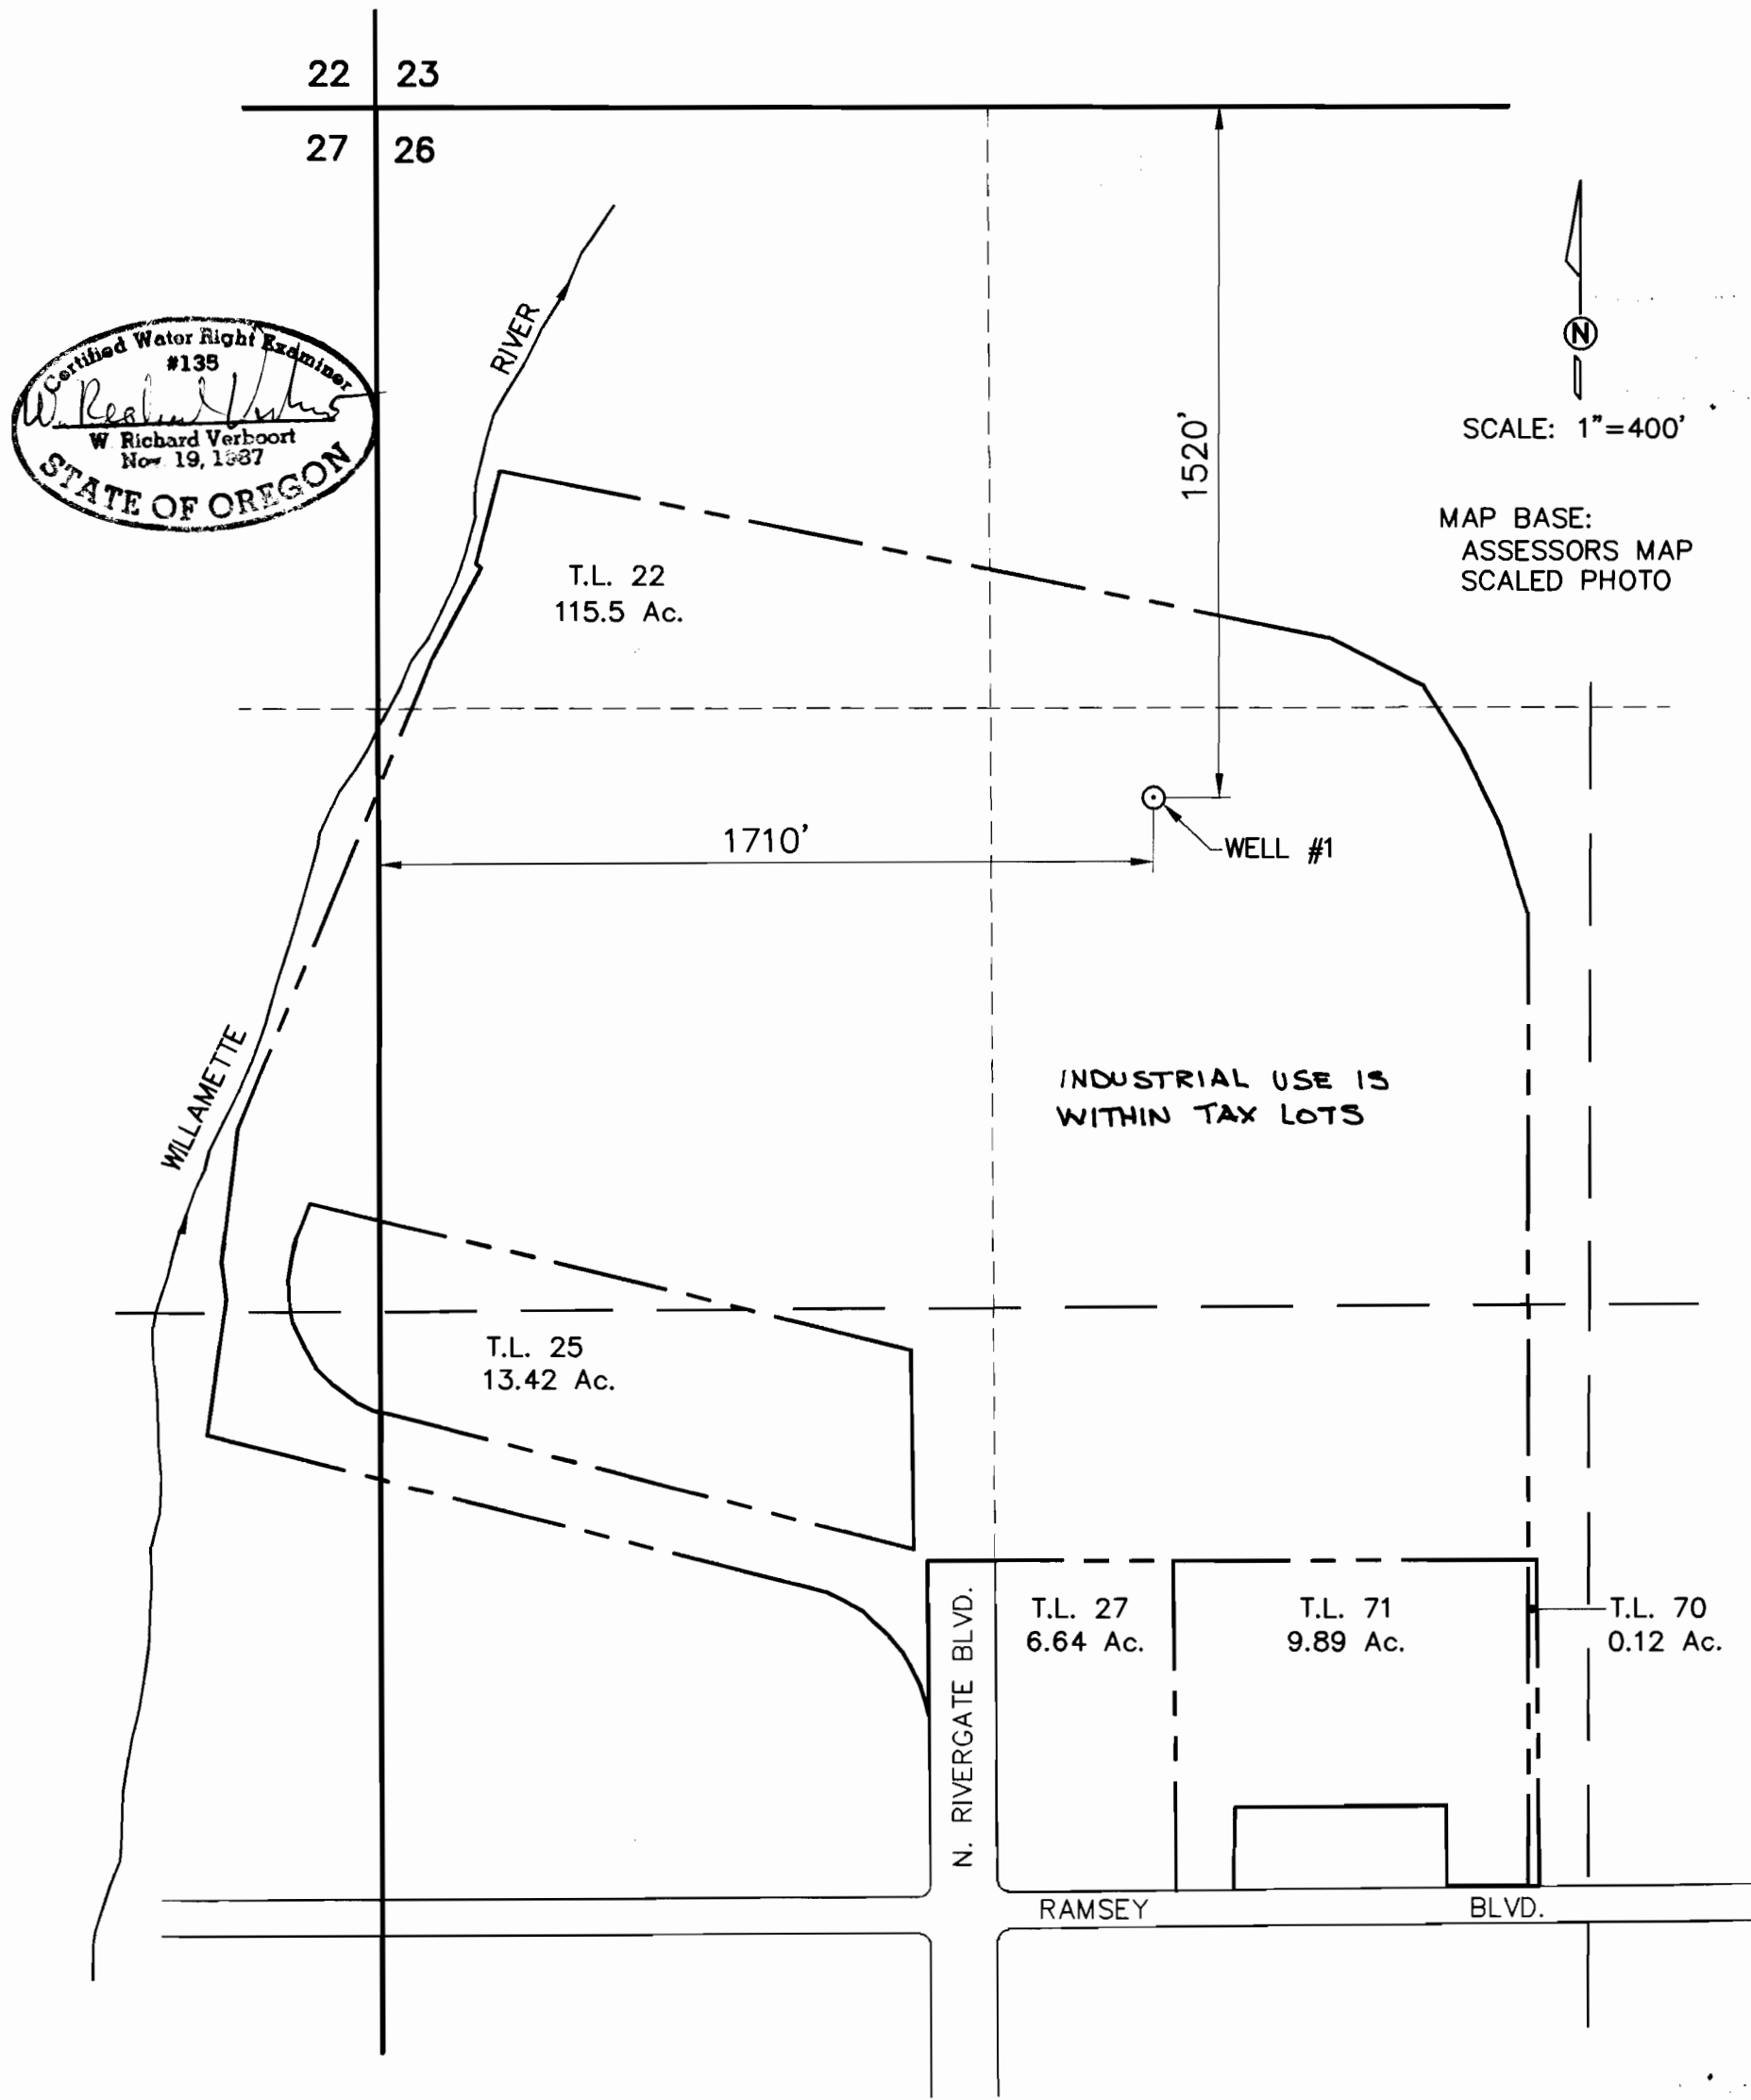 22 23
27 26
Certified Water Right Examiner
#135
W Richard Verboort
Nov. 19, 1987
STATE OF OREGON
RIVER
1520'
N
SCALE: 1"=400'
MAP BASE:
ASSESSORS MAP
SCALED PHOTO
T.L. 22
115.5 Ac.
1710'
WELL #1
WILLAMETTE
INDUSTRIAL USE IS
WITHIN TAX LOTS
T.L. 25
13.42 Ac.
N. RIVERGATE BLVD.
T.L. 27
6.64 Ac.
T.L. 71
9.89 Ac.
T.L. 70
0.12 Ac.
RAMSEY BLVD.